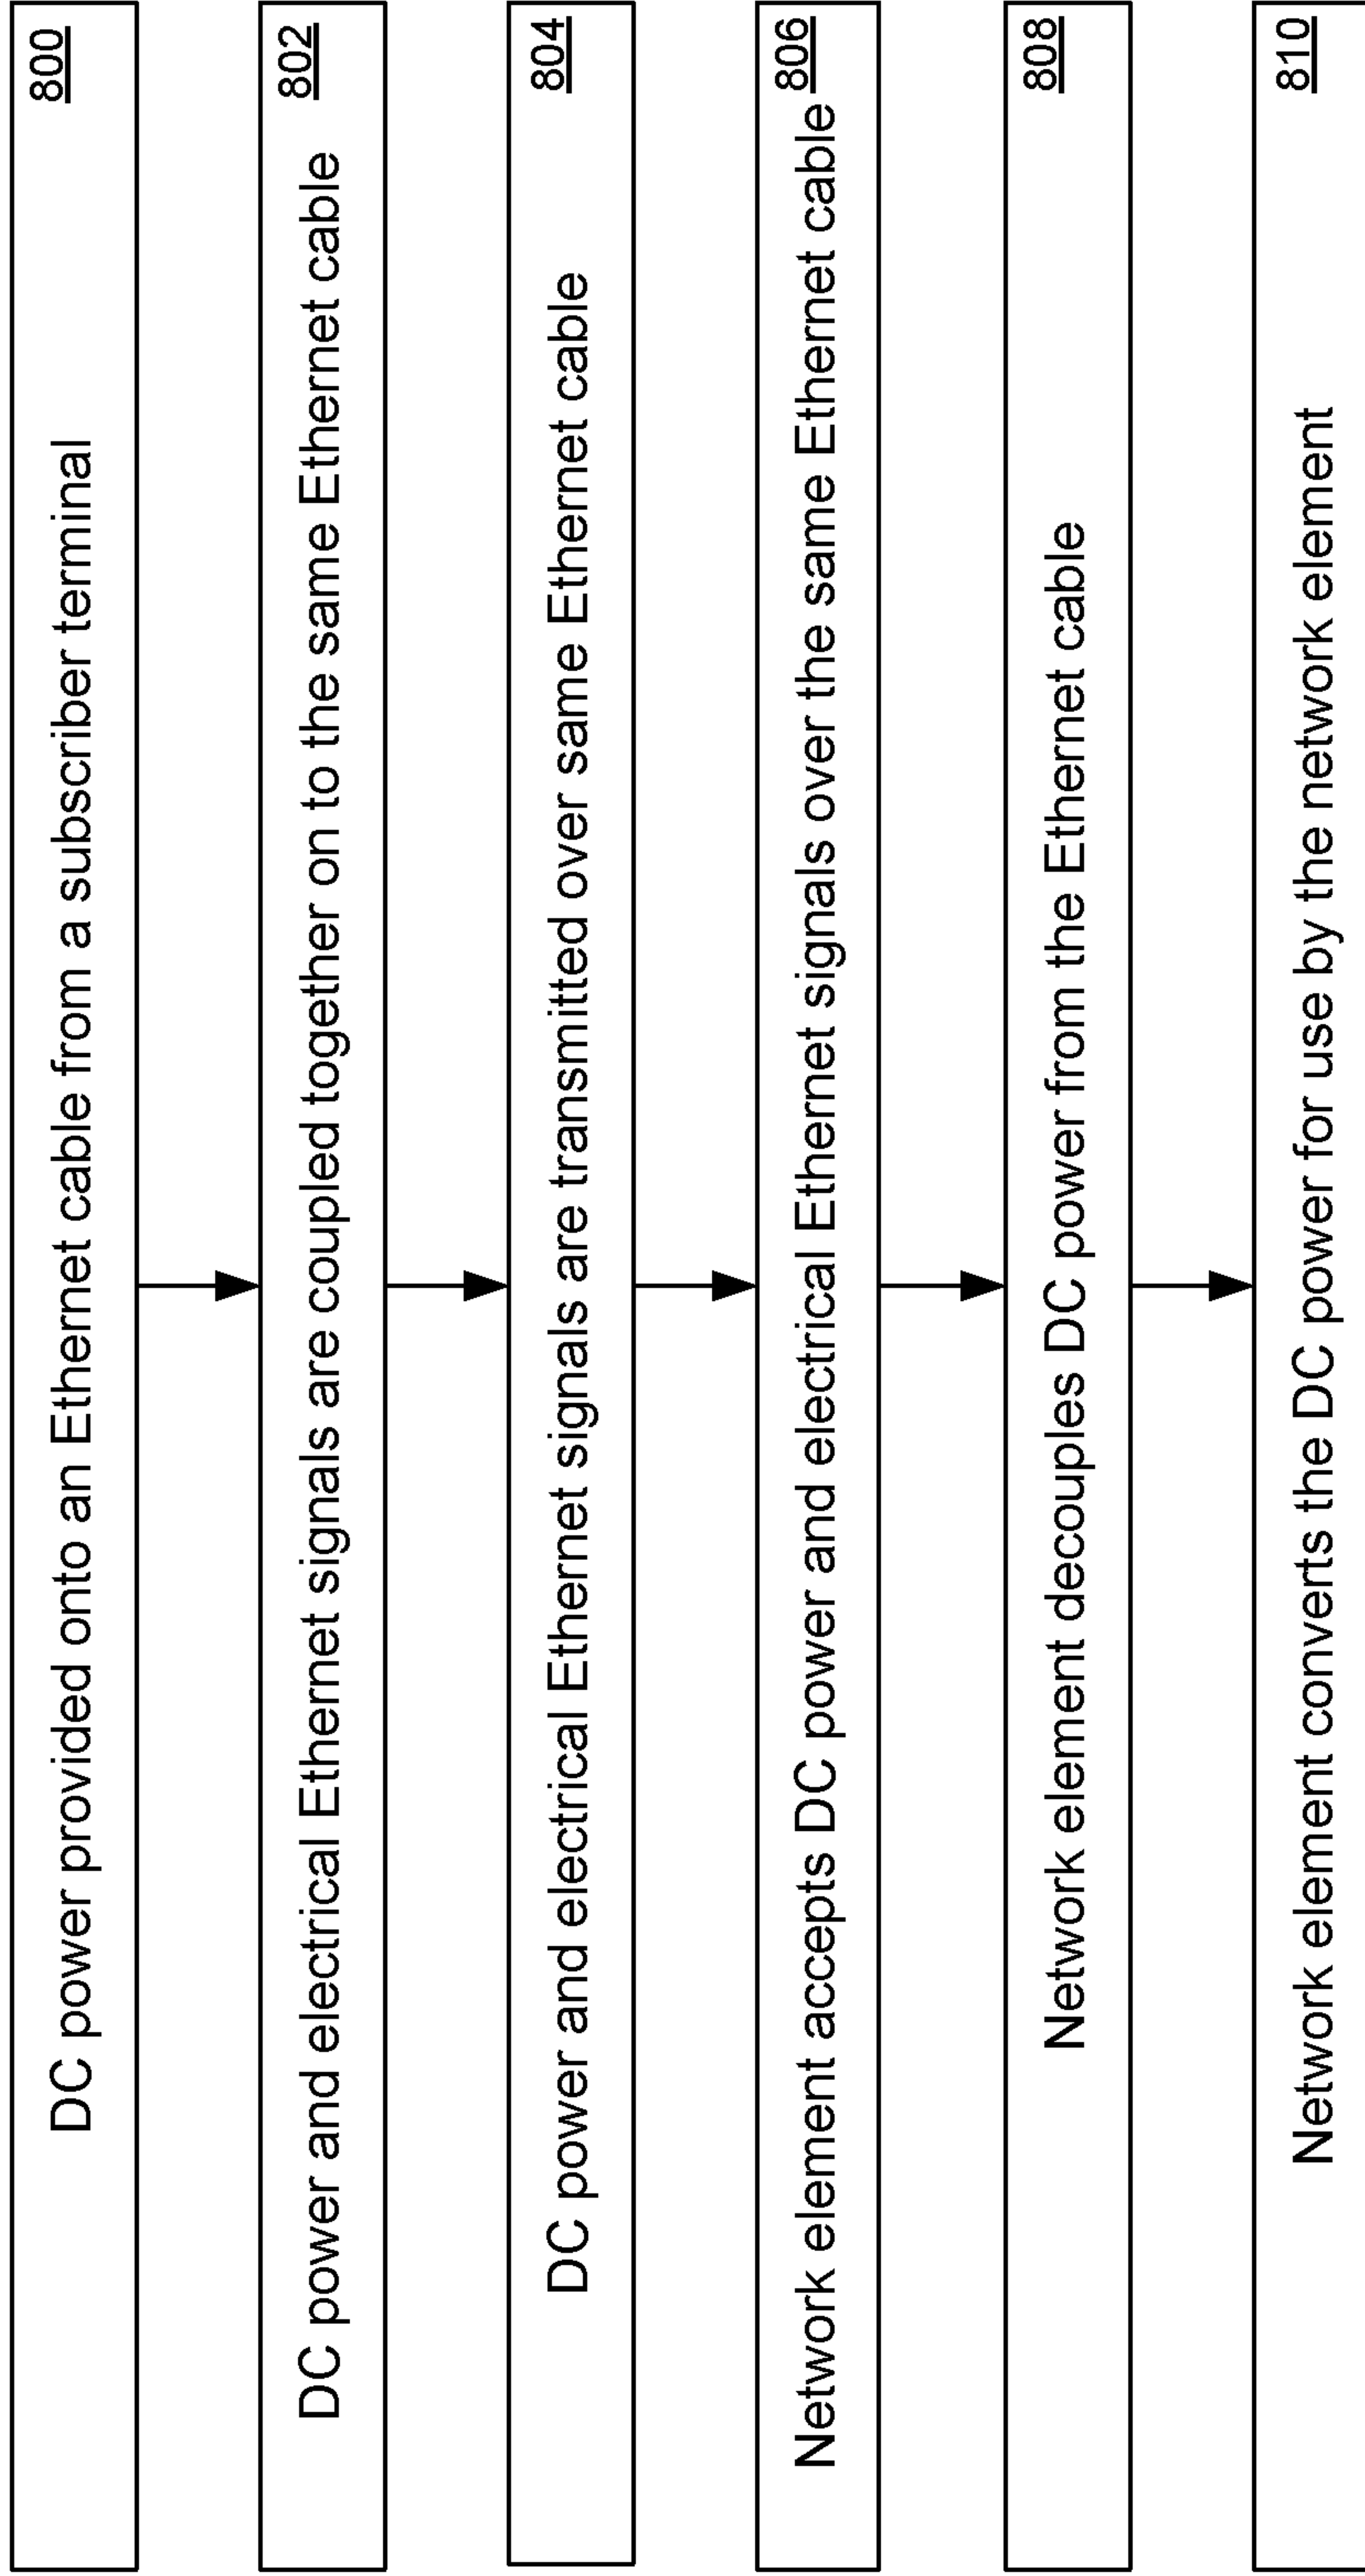 800
DC power provided onto an Ethernet cable from a subscriber terminal
802
DC power and electrical Ethernet signals are coupled together on to the same Ethernet cable
804
DC power and electrical Ethernet signals are transmitted over same Ethernet cable
806
Network element accepts DC power and electrical Ethernet signals over the same Ethernet cable
808
Network element decouples DC power from the Ethernet cable
810
Network element converts the DC power for use by the network element